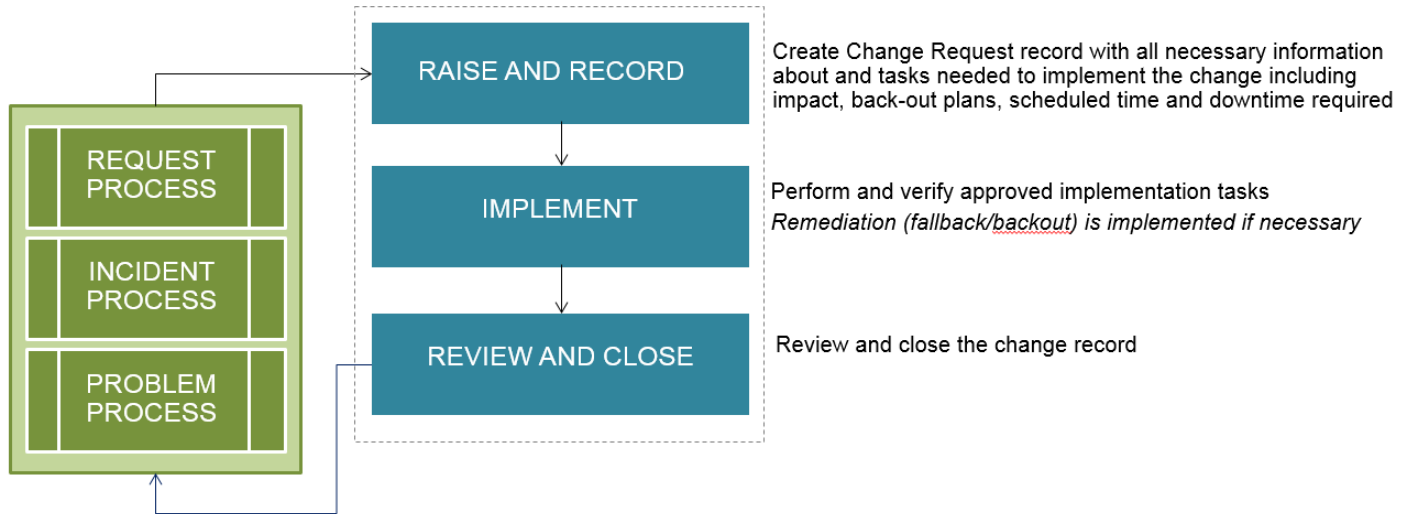 RAISE AND RECORD
Create Change Request record with all necessary information
about and tasks needed to implement the change including
impact, back-out plans, scheduled time and downtime required
REQUEST
PROCESS
IMPLEMENT
Perform and verify approved implementation tasks
Remediation (fallback/backout) is implemented if necessary
INCIDENT
PROCESS
REVIEW AND CLOSE
Review and close the change record
PROBLEM
PROCESS